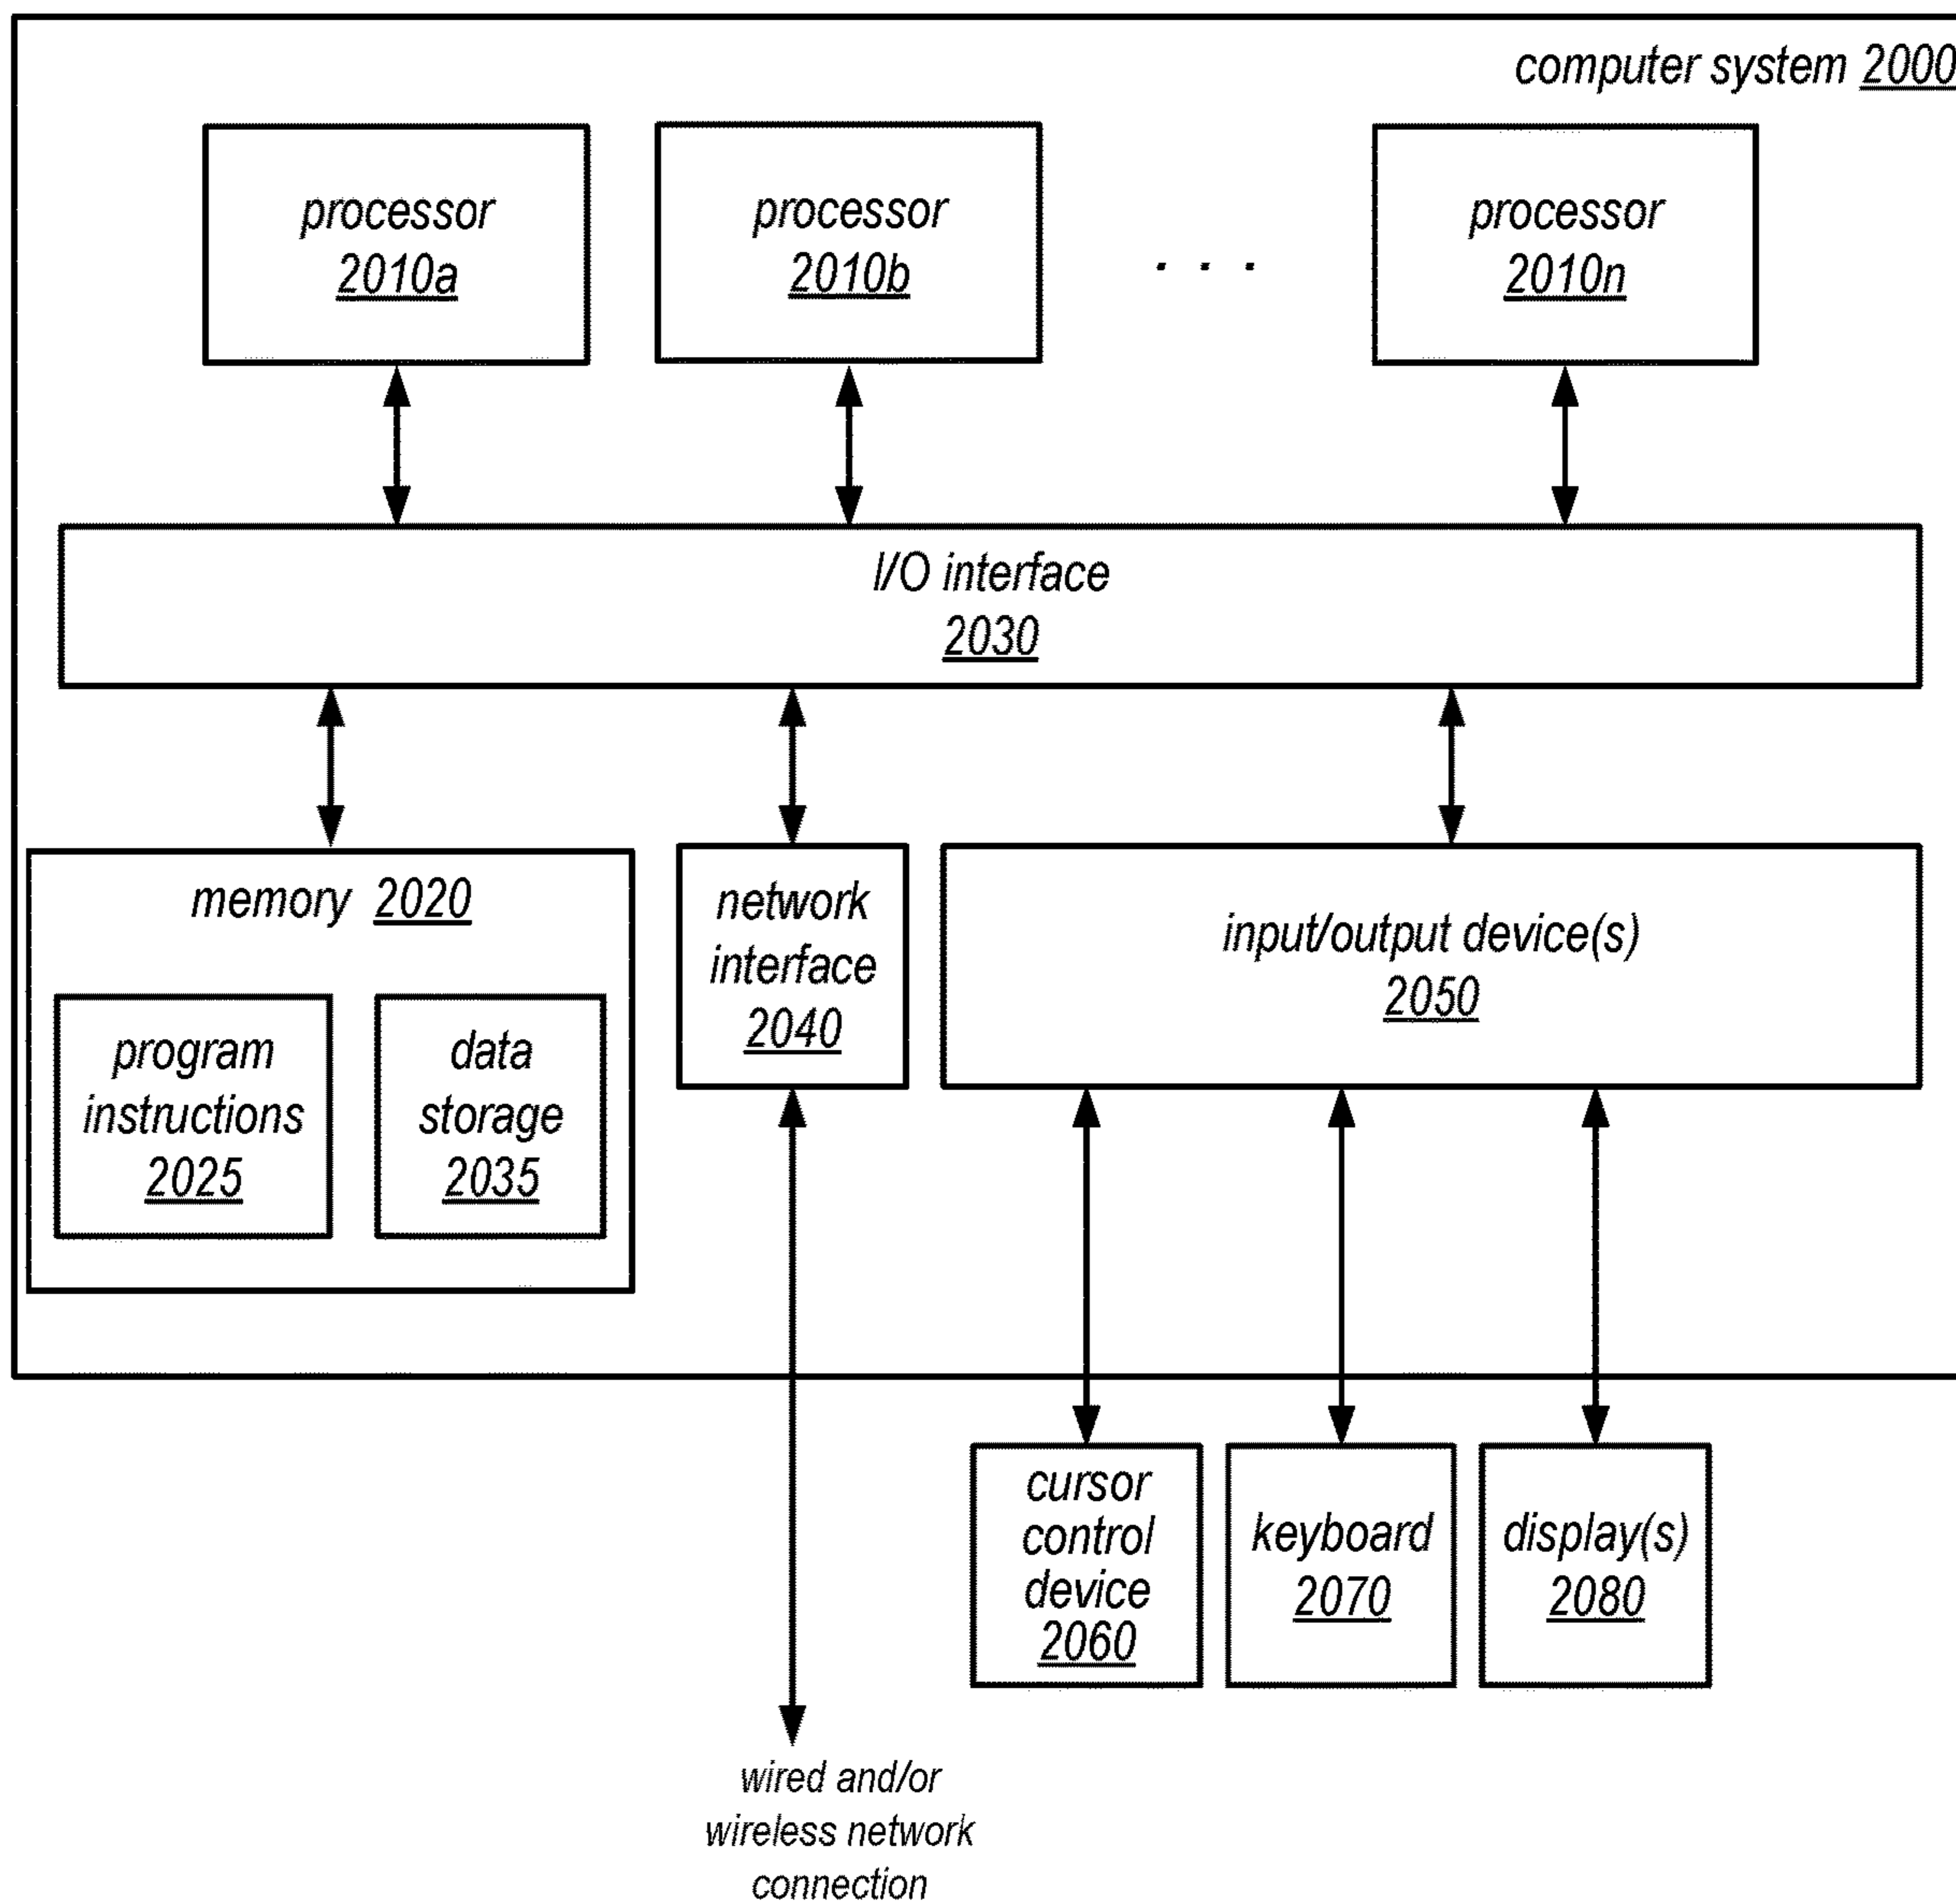 computer system 2000
processor
2010a
processor
2010b
. . .
processor
2010n
I/O interface
2030
memory 2020
program
instructions
2025
data
storage
2035
network
interface
2040
input/output device(s)
2050
cursor
control
device
2060
keyboard
2070
display(s)
2080
wired and/or
wireless network
connection